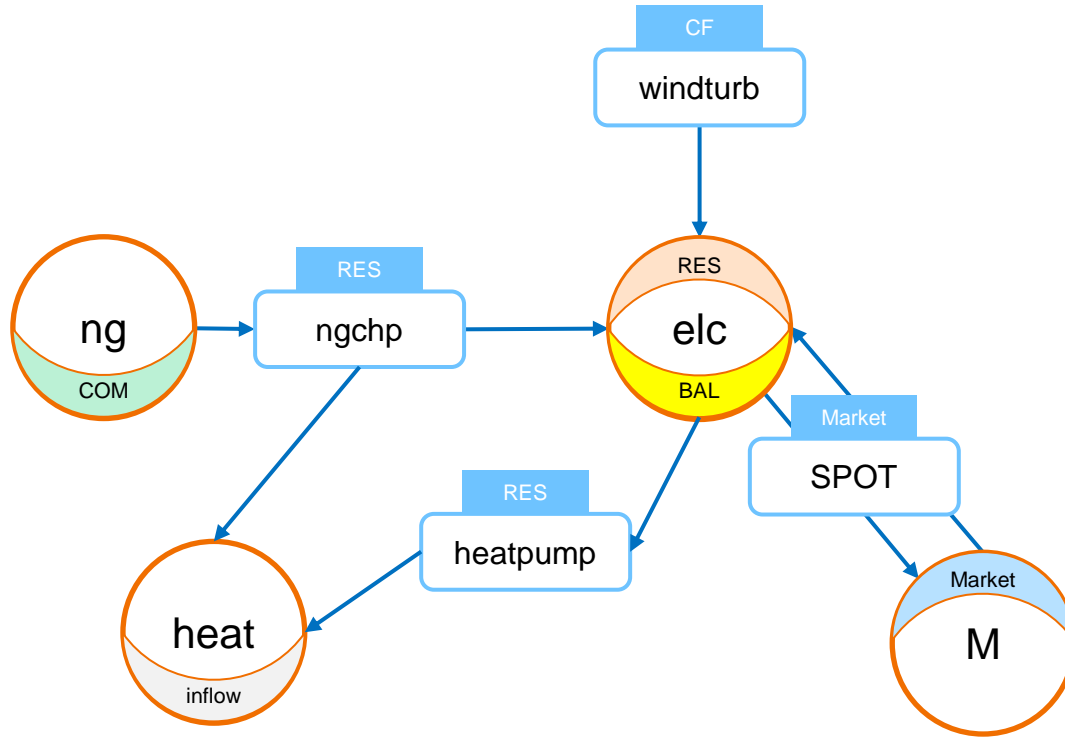 CF
windturb
RES
ng
COM
RES
ngchp
elc
BAL
Market
SPOT
RES
heatpump
heat
inflow
Market
M